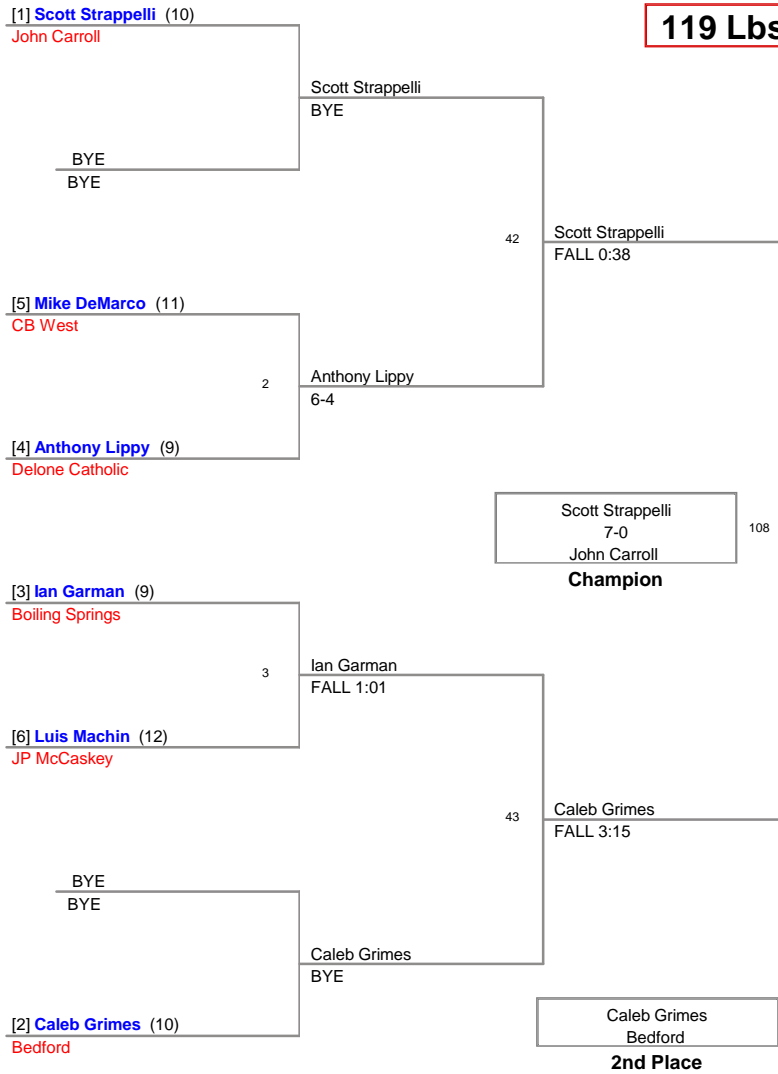 [1] Scott Strappelli (10)
John Carroll
119 Lbs
Scott Strappelli
BYE
BYE
BYE
42
Scott Strappelli
FALL 0:38
[5] Mike DeMarco (11)
CB West
2
Anthony Lippy
6-4
[4] Anthony Lippy (9)
Delone Catholic
Scott Strappelli
7-0
John Carroll
108
Champion
[3] Ian Garman (9)
Boiling Springs
3
Ian Garman
FALL 1:01
[6] Luis Machin (12)
JP McCaskey
43
Caleb Grimes
FALL 3:15
BYE
BYE
Caleb Grimes
BYE
[2] Caleb Grimes (10)
Bedford
Caleb Grimes
Bedford
2nd Place